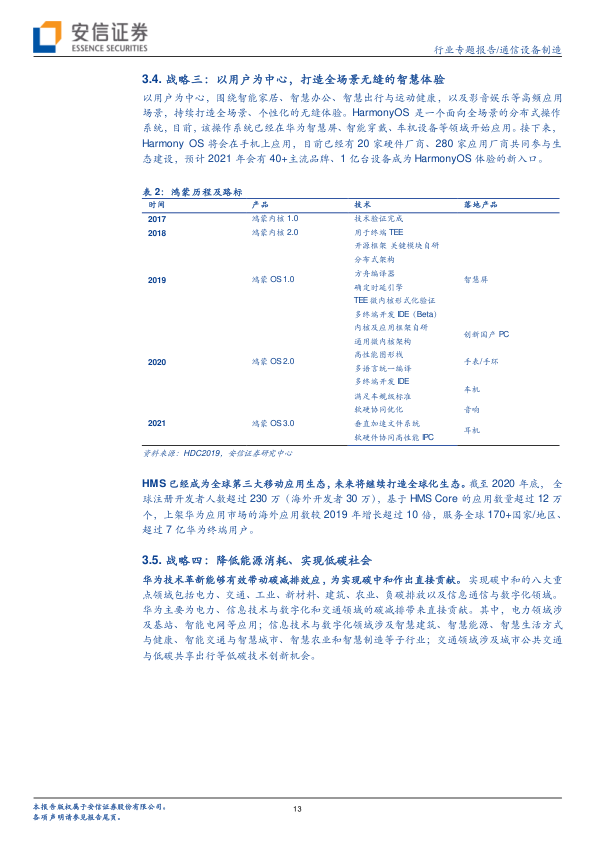 安信证券
ESSENCE SECURITIES
行业专题报告/通信设备制造
3.4. 战略三：以用户为中心，打造全场景无缝的智慧体验
以用户为中心，围绕智能家居、智慧办公、智慧出行与运动健康，以及影音娱乐等高频应用
场景，持续打造全场景、个性化的无缝体验。HarmonyOS 是一个面向全场景的分布式操作
系统，目前，该操作系统已经在华为智慧屏、智能穿戴、车机设备等领域开始应用。接下来，
Harmony OS 将会在手机上应用，目前已经有 20 家硬件厂商、280 家应用厂商共同参与生
态建设，预计 2021 年会有 40+主流品牌、1 亿台设备成为 HarmonyOS 体验的新入口。
表 2：鸿蒙历程及路标
时间 产品 技术 落地产品
2017 鸿蒙内核 1.0 技术验证完成
2018 鸿蒙内核 2.0 用于终端 TEE
开源框架 关键模块自研
分布式架构
方舟编译器
2019 鸿蒙 OS 1.0 智慧屏
确定时延引擎
TEE 微内核形式化验证
多终端开发 IDE（Beta）
内核及应用框架自研
创新国产 PC
通用微内核架构
高性能图形栈
2020 鸿蒙 OS 2.0 手表/手环
多语言统一编译
多终端开发 IDE
车机
满足车规级标准
软硬协同优化 音响
2021 鸿蒙 OS 3.0 垂直加速文件系统
耳机
软硬件协同高性能 IPC
资料来源：HDC2019，安信证券研究中心
HMS 已经成为全球第三大移动应用生态，未来将继续打造全球化生态。截至 2020 年底， 全
球注册开发者人数超过 230 万（海外开发者 30 万），基于 HMS Core 的应用数量超过 12 万
个，上架华为应用市场的海外应用数较 2019 年增长超过 10 倍，服务全球 170+国家/地区、
超过 7 亿华为终端用户。
3.5. 战略四：降低能源消耗、实现低碳社会
华为技术革新能够有效带动碳减排效应，为实现碳中和作出直接贡献。实现碳中和的八大重
点领域包括电力、交通、工业、新材料、建筑、农业、负碳排放以及信息通信与数字化领域。
华为主要为电力、信息技术与数字化和交通领域的碳减排带来直接贡献。其中，电力领域涉
及基站、智能电网等应用；信息技术与数字化领域涉及智慧建筑、智慧能源、智慧生活方式
与健康、智能交通与智慧城市、智慧农业和智慧制造等子行业；交通领域涉及城市公共交通
与低碳共享出行等低碳技术创新机会。
本报告版权属于安信证券股份有限公司。
13
各项声明请参见报告尾页。